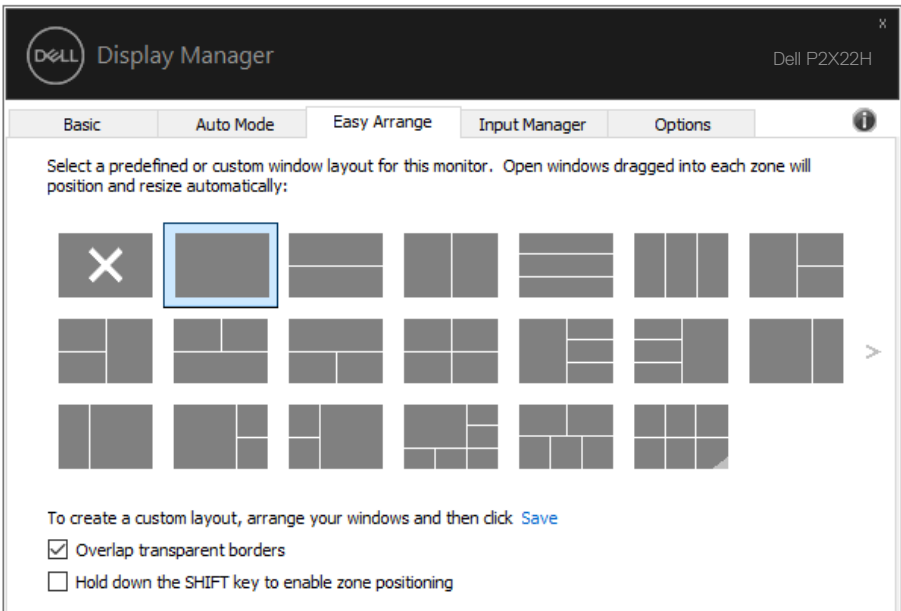 x
DELL Display Manager
Dell P2X22H
Basic Auto Mode Easy Arrange Input Manager Options i
Select a predefined or custom window layout for this monitor. Open windows dragged into each zone will
position and resize automatically:
>
To create a custom layout, arrange your windows and then click Save
Overlap transparent borders
Hold down the SHIFT key to enable zone positioning